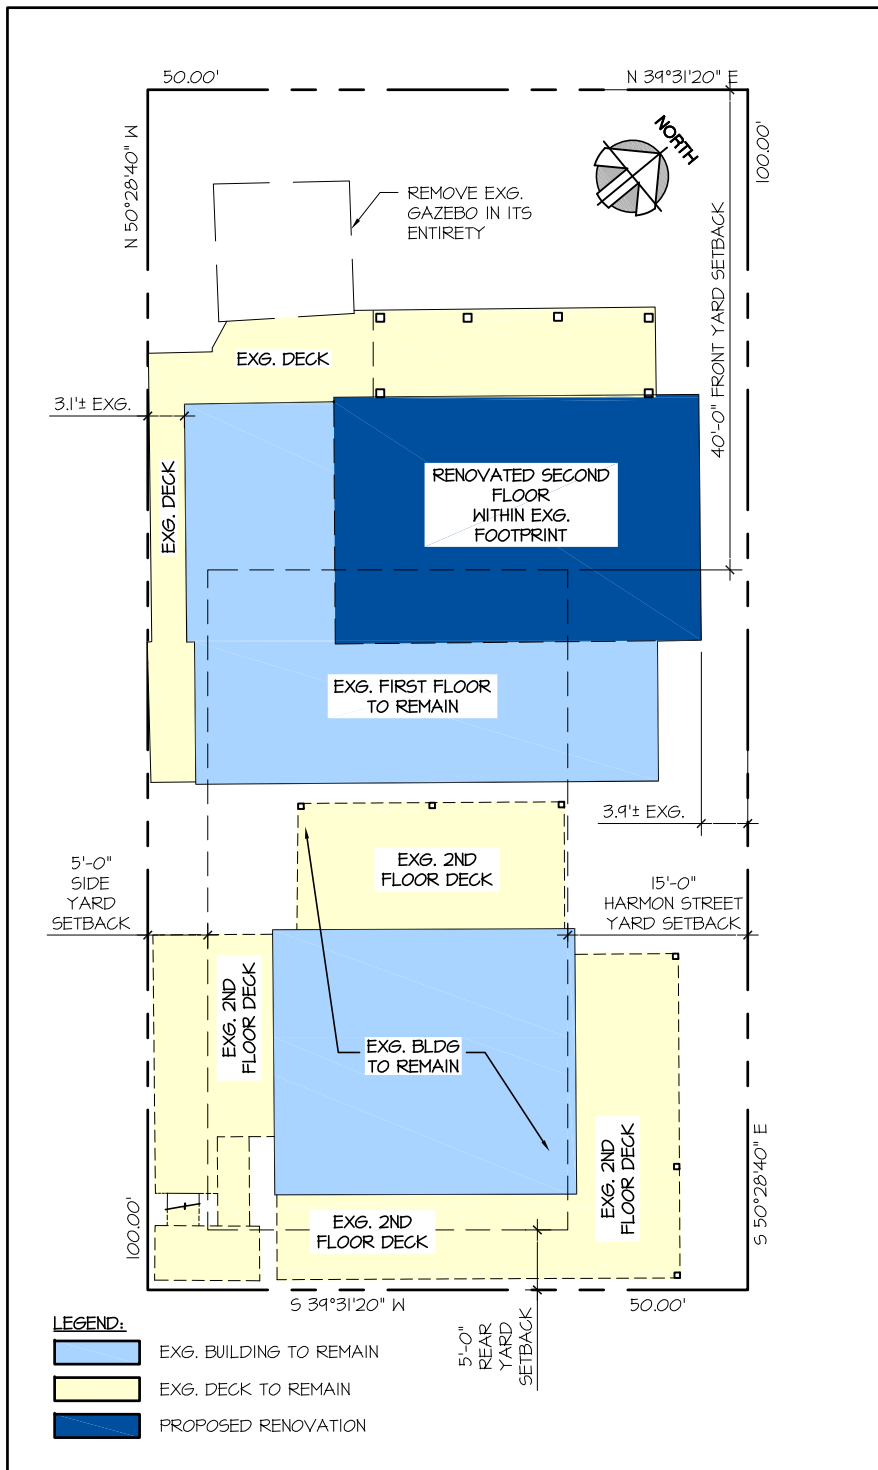 50.00'
N 39°31'20" E
N 50°28'40" W
100.00'
NORTH
REMOVE EXG.
GAZEBO IN ITS
ENTIRETY
40'-0" FRONT YARD SETBACK
EXG. DECK
3.1'± EXG.
EXG. DECK
RENOVATED SECOND
FLOOR
WITHIN EXG.
FOOTPRINT
EXG. FIRST FLOOR
TO REMAIN
3.9'± EXG.
5'-0"
SIDE
YARD
SETBACK
EXG. 2ND
FLOOR DECK
15'-0"
HARMON STREET
YARD SETBACK
EXG. 2ND
FLOOR DECK
EXG. BLDG
TO REMAIN
EXG. 2ND
FLOOR DECK
S 50°28'40" E
100.00'
EXG. 2ND
FLOOR DECK
S 39°31'20" W
50.00'
5'-0"
REAR
YARD
SETBACK
LEGEND:
EXG. BUILDING TO REMAIN
EXG. DECK TO REMAIN
PROPOSED RENOVATION